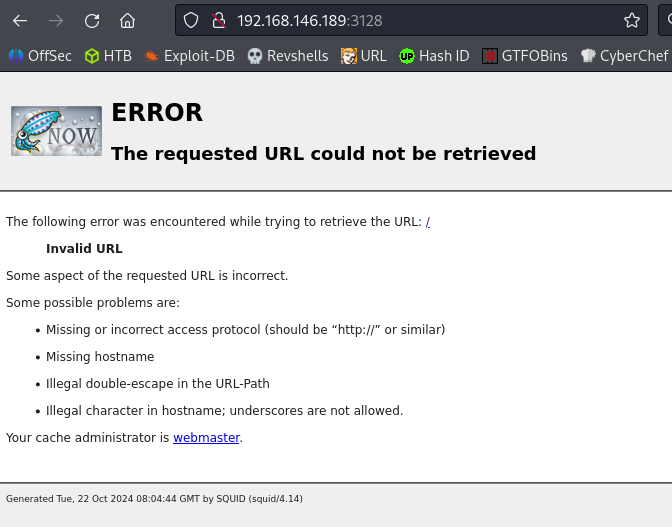 192.168.146.189:3128
OffSec HTB Exploit-DB Revshells URL UP Hash ID GTFOBins CyberChef
NOW
ERROR
The requested URL could not be retrieved
The following error was encountered while trying to retrieve the URL: /
Invalid URL
Some aspect of the requested URL is incorrect.
Some possible problems are:
• Missing or incorrect access protocol (should be “http://” or similar)
• Missing hostname
• Illegal double-escape in the URL-Path
• Illegal character in hostname; underscores are not allowed.
Your cache administrator is webmaster.
Generated Tue, 22 Oct 2024 08:04:44 GMT by SQUID (squid/4.14)